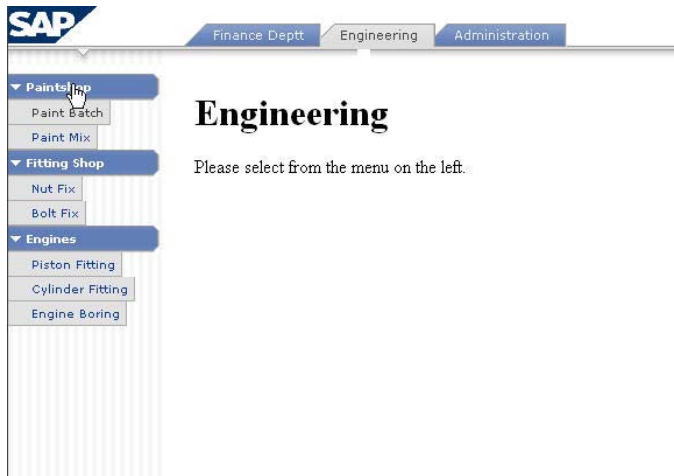 SAP
Finance Deptt Engineering Administration
Paintshop
Paint Batch
Paint Mix
Fitting Shop
Nut Fix
Bolt Fix
Engines
Piston Fitting
Cylinder Fitting
Engine Boring
Engineering
Please select from the menu on the left.